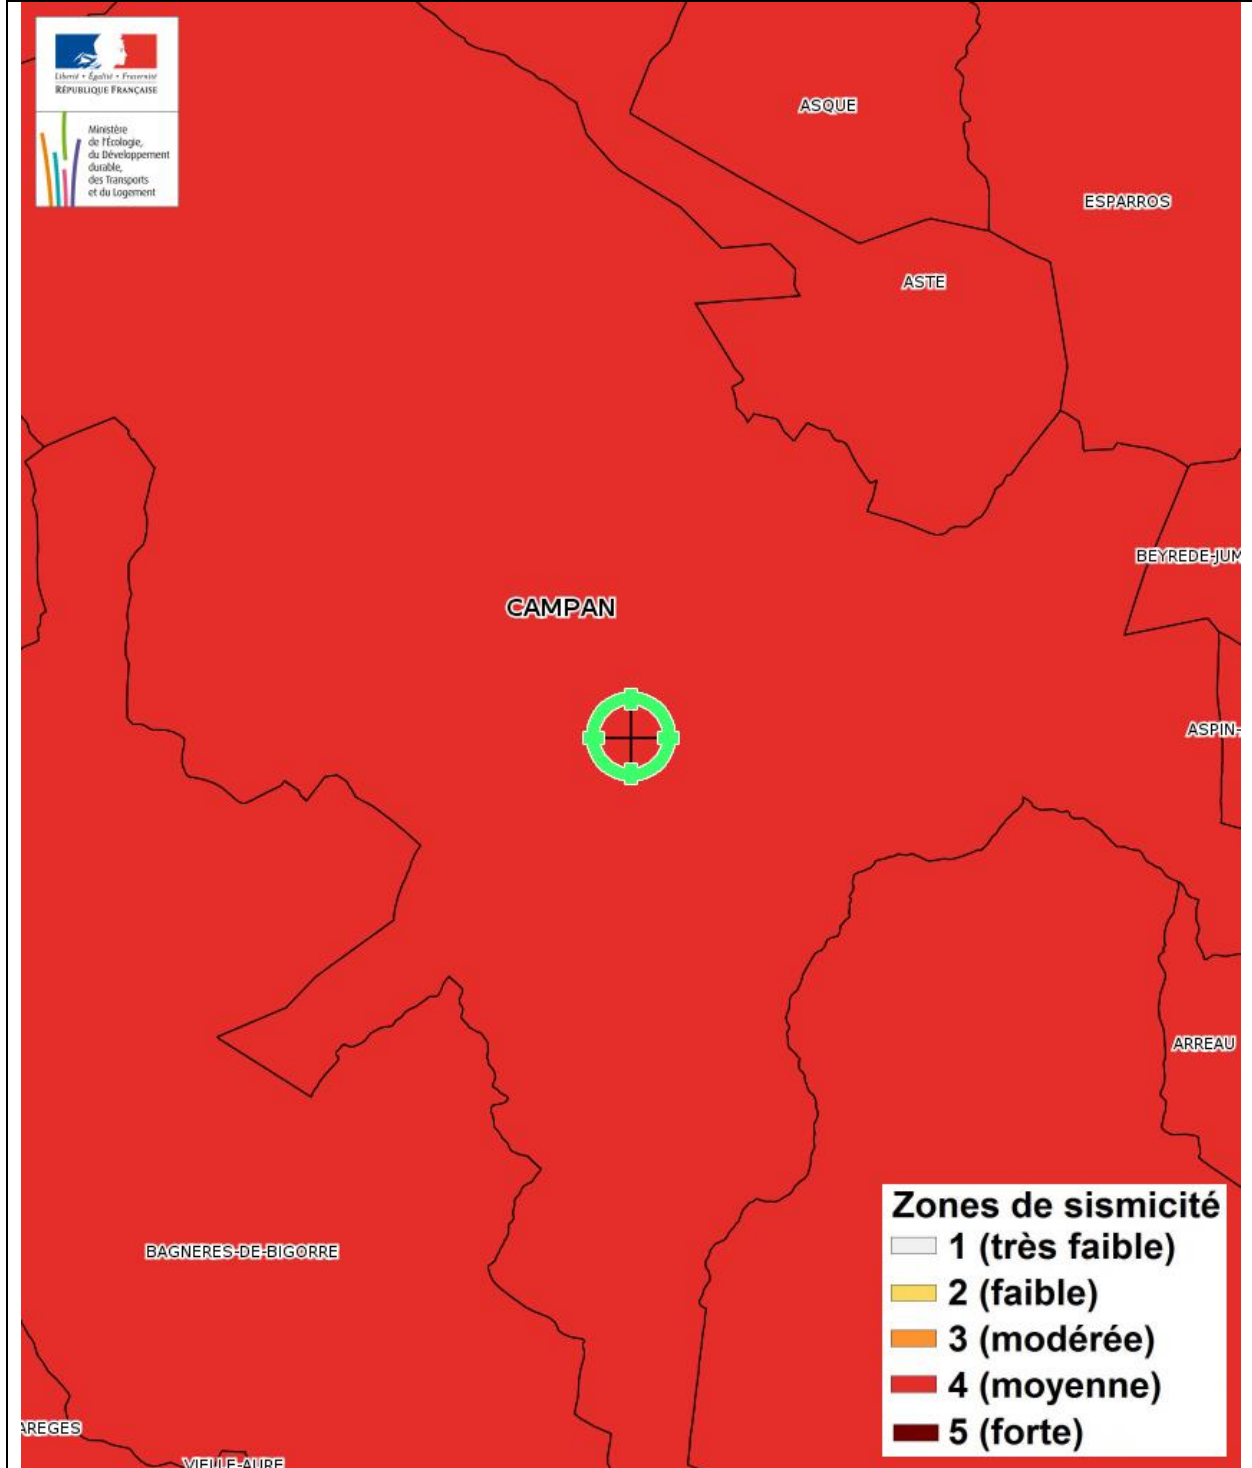 Liberté • Égalité • Fraternité
RÉPUBLIQUE FRANÇAISE
Ministère
de l'Écologie,
du Développement
durable,
des Transports
et du Logement
ASQUE
ESPARROS
ASTE
BEYREDE-JUM
CAMPAN
ASPIN-
ARREAU
BAGNERES-DE-BIGORRE
AREGES
VIELLE-AURE
Zones de sismicité
1 (très faible)
2 (faible)
3 (modérée)
4 (moyenne)
5 (forte)